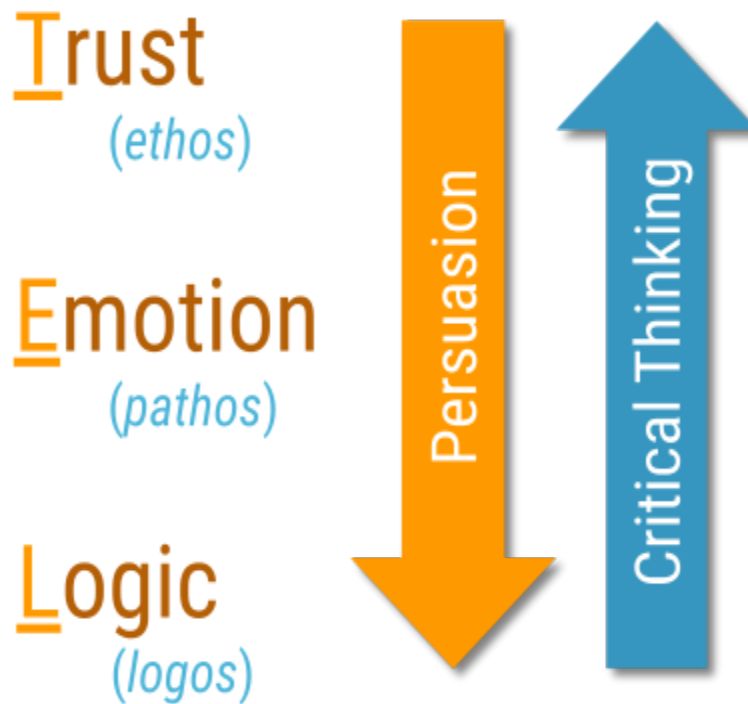 Trust
(ethos)
Emotion
(pathos)
Logic
(logos)
Persuasion
Critical Thinking